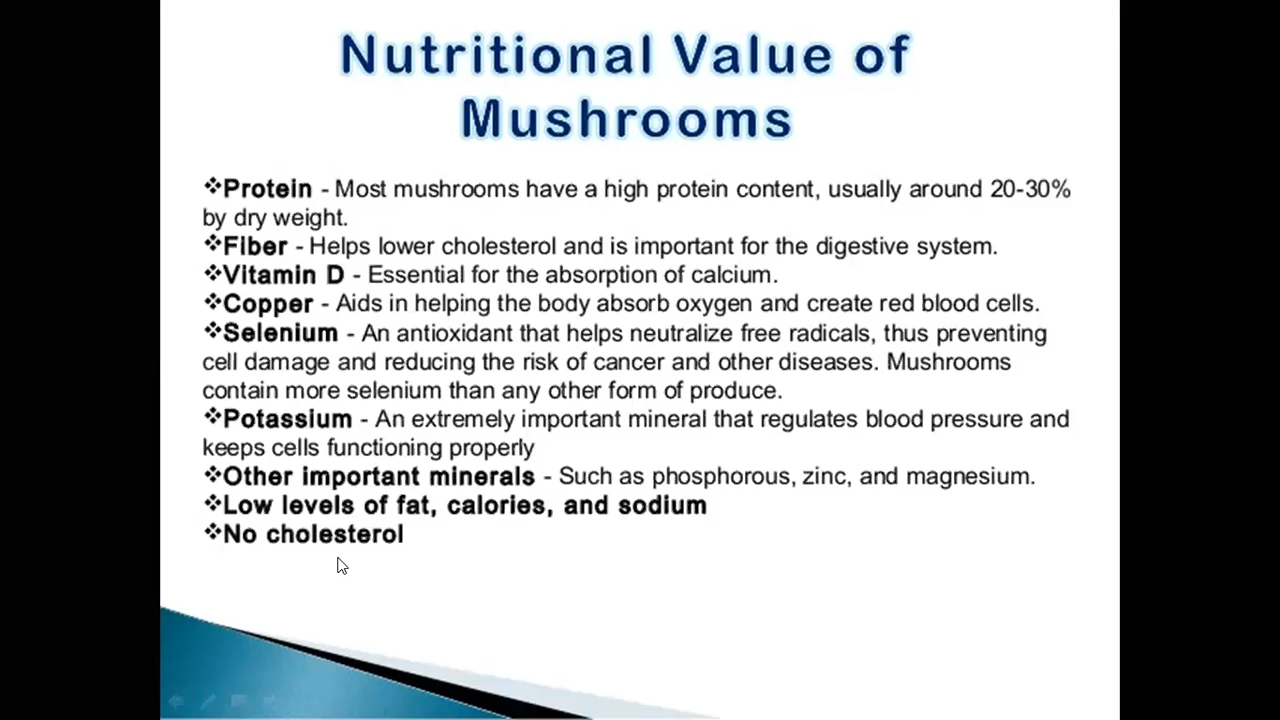 Nutritional Value of
Mushrooms
❖Protein - Most mushrooms have a high protein content, usually around 20-30%
by dry weight.
❖Fiber - Helps lower cholesterol and is important for the digestive system.
❖Vitamin D - Essential for the absorption of calcium.
❖Copper - Aids in helping the body absorb oxygen and create red blood cells.
❖Selenium - An antioxidant that helps neutralize free radicals, thus preventing
cell damage and reducing the risk of cancer and other diseases. Mushrooms
contain more selenium than any other form of produce.
❖Potassium - An extremely important mineral that regulates blood pressure and
keeps cells functioning properly
❖Other important minerals - Such as phosphorous, zinc, and magnesium.
❖Low levels of fat, calories, and sodium
❖No cholesterol